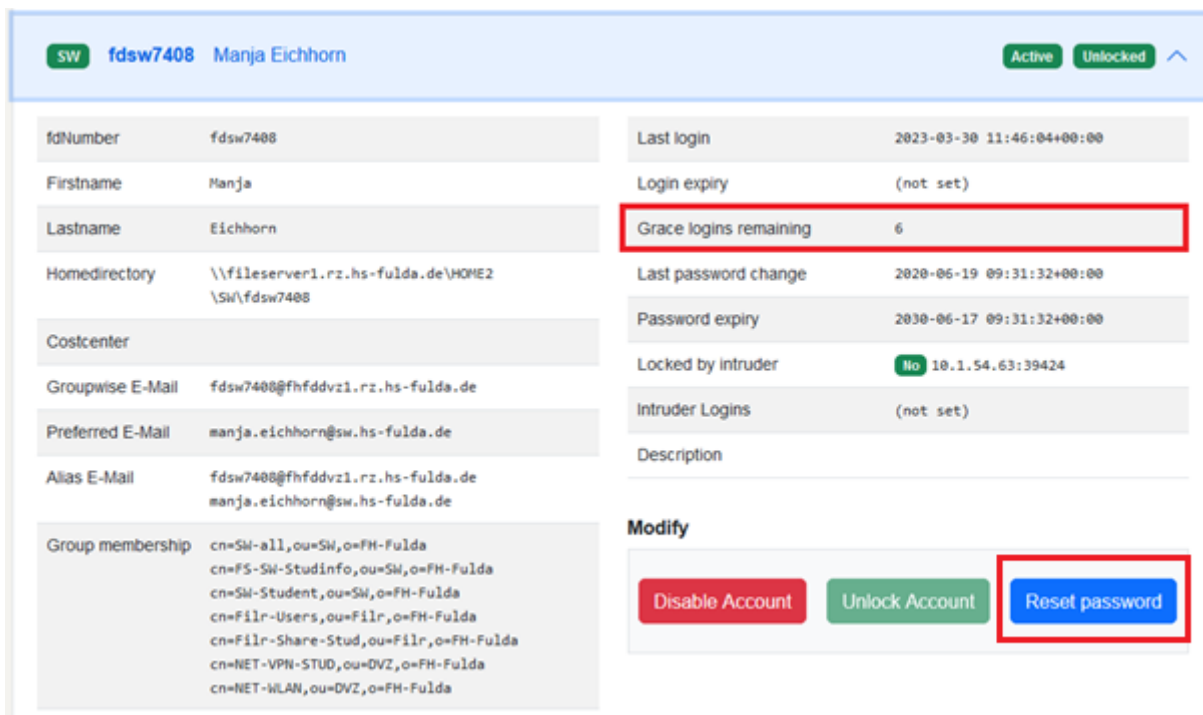 SW fdsw7408 Manja Eichhorn Active Unlocked
fdNumber fdsw7408
Firstname Manja
Lastname Eichhorn
Homedirectory \\fileserver1.rz.hs-fulda.de\HOME2
\SW\fdsw7408
Costcenter
Groupwise E-Mail fdsw7408@fhfddvz1.rz.hs-fulda.de
Preferred E-Mail manja.eichhorn@sw.hs-fulda.de
Alias E-Mail fdsw7408@fhfddvz1.rz.hs-fulda.de
manja.eichhorn@sw.hs-fulda.de
Group membership cn=SW-all,ou=SW,o=FH-Fulda
cn=FS-SW-Studinfo,ou=SW,o=FH-Fulda
cn=SW-Student,ou=SW,o=FH-Fulda
cn=Filr-Users,ou=Filr,o=FH-Fulda
cn=Filr-Share-Stud,ou=Filr,o=FH-Fulda
cn=NET-VPN-STUD,ou=DVZ,o=FH-Fulda
cn=NET-WLAN,ou=DVZ,o=FH-Fulda
Last login 2023-03-30 11:46:04+00:00
Login expiry (not set)
Grace logins remaining 6
Last password change 2020-06-19 09:31:32+00:00
Password expiry 2030-06-17 09:31:32+00:00
Locked by intruder No 10.1.54.63:39424
Intruder Logins (not set)
Description
Modify
Disable Account Unlock Account Reset password